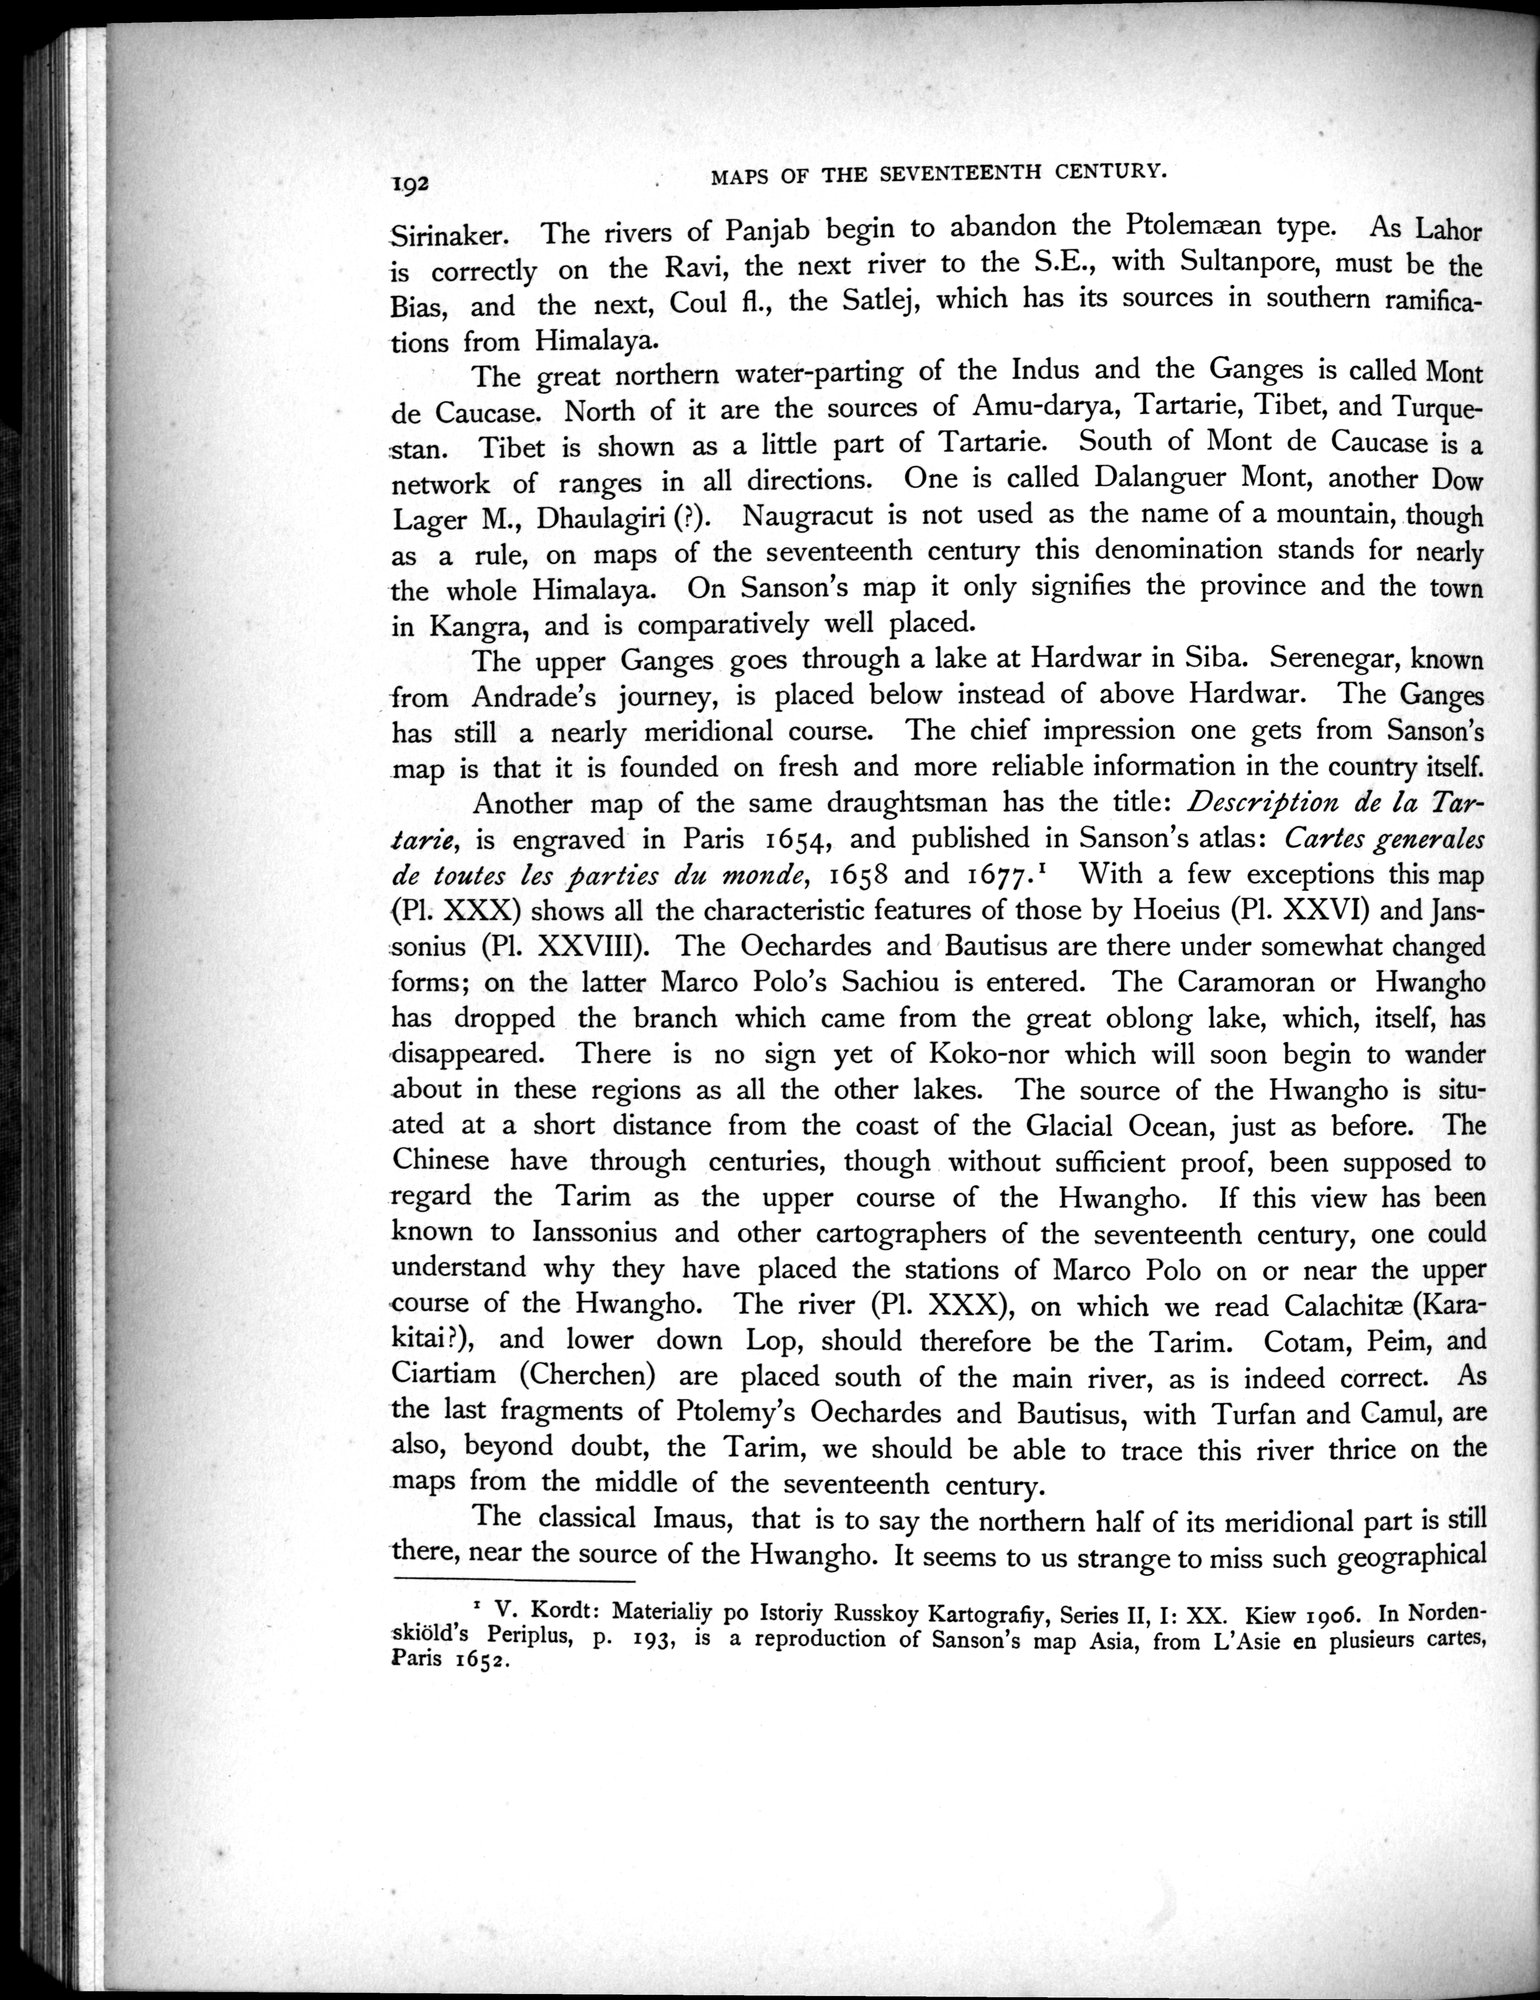 192
MAPS OF THE SEVENTEENTH CENTURY.
Sirinaker. The rivers of Panjab begin to abandon the Ptolemæan type. As Lahor
is correctly on the Ravi, the next river to the S.E., with Sultanpore, must be the
Bias, and the next, Coul fl., the Satlej, which has its sources in southern ramifica-
tions from Himalaya.
The great northern water-parting of the Indus and the Ganges is called Mont
de Caucase. North of it are the sources of Amu-darya, Tartarie, Tibet, and Turque-
stan. Tibet is shown as a little part of Tartarie. South of Mont de Caucase is a
network of ranges in all directions. One is called Dalanguer Mont, another Dow
Lager M., Dhaulagiri (?). Naugracut is not used as the name of a mountain, though
as a rule, on maps of the seventeenth century this denomination stands for nearly
the whole Himalaya. On Sanson's map it only signifies the province and the town
in Kangra, and is comparatively well placed.
The upper Ganges goes through a lake at Hardwar in Siba. Serenegar, known
from Andrade's journey, is placed below instead of above Hardwar. The Ganges
has still a nearly meridional course. The chief impression one gets from Sanson's
map is that it is founded on fresh and more reliable information in the country itself.
Another map of the same draughtsman has the title: Description de la Tar-
tarie, is engraved in Paris 1654, and published in Sanson's atlas: Cartes generales
de toutes les parties du monde, 1658 and 1677.¹ With a few exceptions this map
(Pl. XXX) shows all the characteristic features of those by Hoeius (Pl. XXVI) and Jans-
sonius (Pl. XXVIII). The Oechardes and Bautisus are there under somewhat changed
forms; on the latter Marco Polo's Sachiou is entered. The Caramoran or Hwangho
has dropped the branch which came from the great oblong lake, which, itself, has
disappeared. There is no sign yet of Koko-nor which will soon begin to wander
about in these regions as all the other lakes. The source of the Hwangho is situ-
ated at a short distance from the coast of the Glacial Ocean, just as before. The
Chinese have through centuries, though without sufficient proof, been supposed to
regard the Tarim as the upper course of the Hwangho. If this view has been
known to Ianssonius and other cartographers of the seventeenth century, one could
understand why they have placed the stations of Marco Polo on or near the upper
course of the Hwangho. The river (Pl. XXX), on which we read Calachitæ (Kara-
kitai?), and lower down Lop, should therefore be the Tarim. Cotam, Peim, and
Ciartiam (Cherchen) are placed south of the main river, as is indeed correct. As
the last fragments of Ptolemy's Oechardes and Bautisus, with Turfan and Camul, are
also, beyond doubt, the Tarim, we should be able to trace this river thrice on the
maps from the middle of the seventeenth century.
The classical Imaus, that is to say the northern half of its meridional part is still
there, near the source of the Hwangho. It seems to us strange to miss such geographical
¹ V. Kordt: Materialiy po Istoriy Russkoy Kartografiy, Series II, I: XX. Kiew 1906. In Norden-
skiöld's Periplus, p. 193, is a reproduction of Sanson's map Asia, from L'Asie en plusieurs cartes,
Paris 1652.